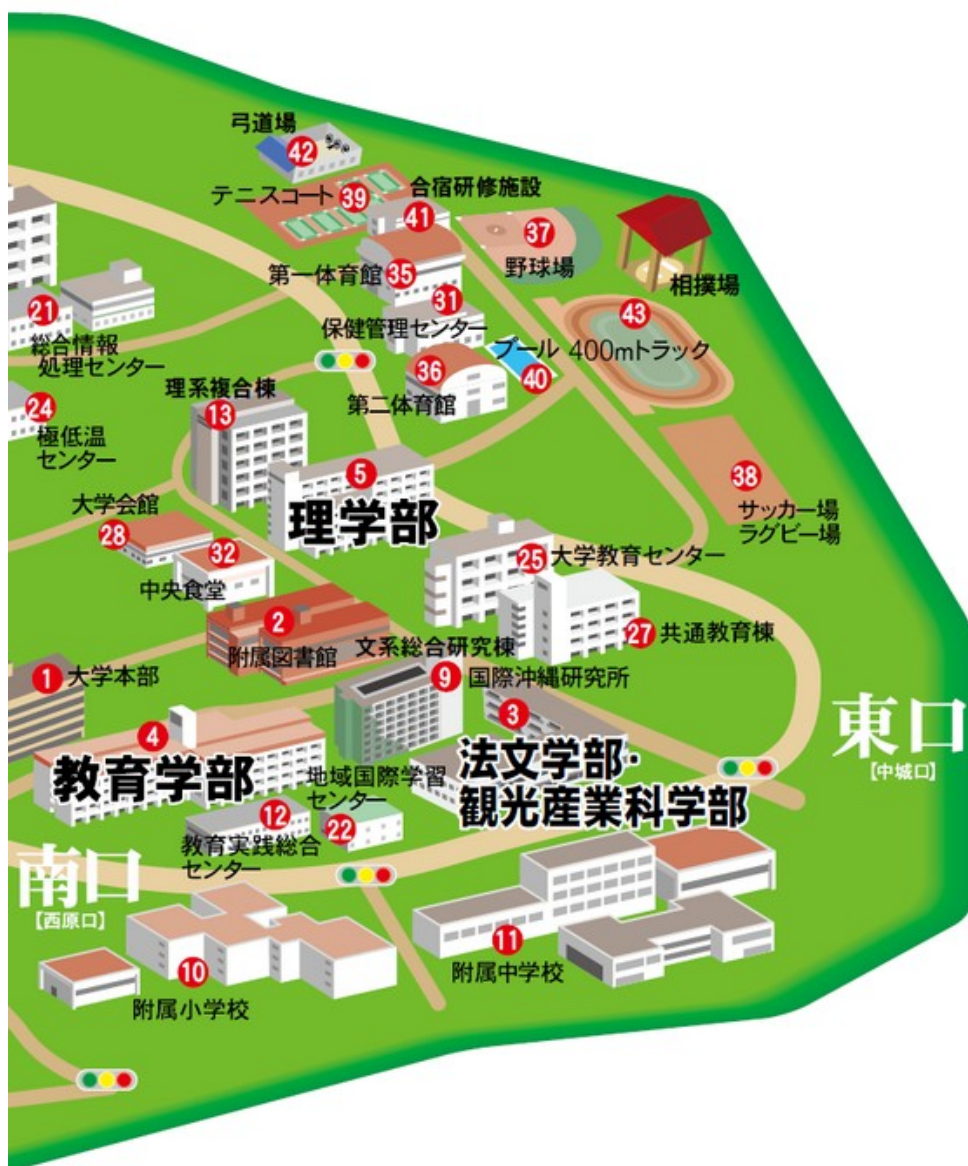 弓道場
42
テニスコート 39
合宿研修施設
41
37
野球場
第一体育館 35
相撲場
31
保健管理センター
43
21
総合情報
処理センター
プール 400mトラック
36
40
第二体育館
理系複合棟
13
24
極低温
センター
5
理学部
38
サッカー場
ラグビー場
大学会館
28
32
中央食堂
25 大学教育センター
2
附属図書館
27 共通教育棟
文系総合研究棟
9 国際沖縄研究所
1 大学本部
3
4
教育学部
法文学部・
観光産業科学部
東口
【中城口】
地域国際学習
センター
22
12
教育実践総合
センター
南口
【西原口】
10
附属小学校
11
附属中学校